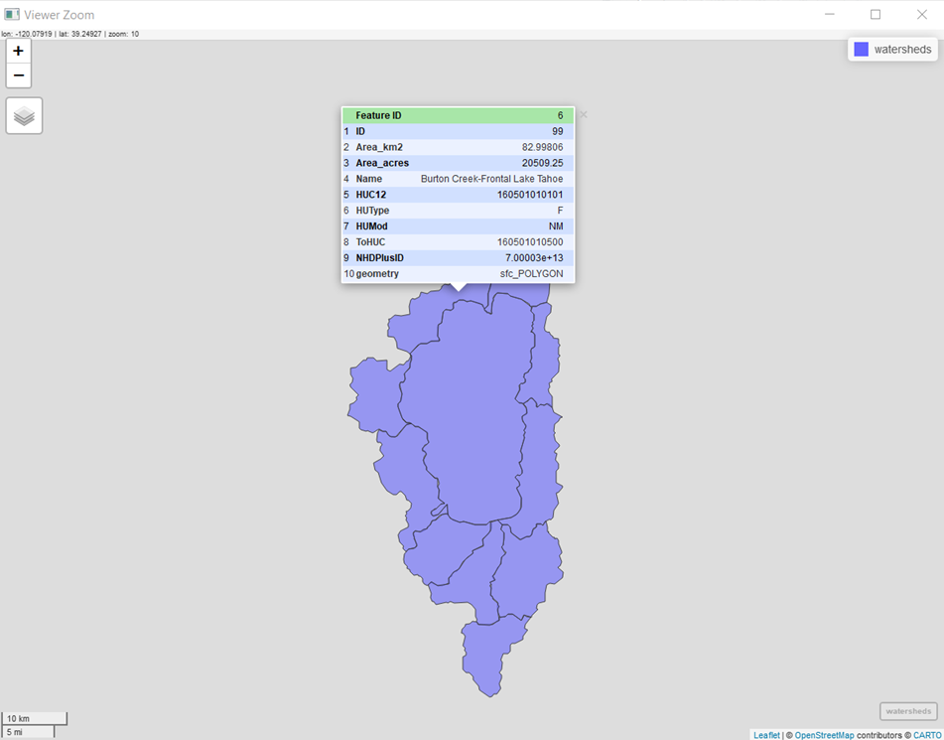 Viewer Zoom
lon: -120.07919 | lat: 39.24927 | zoom: 10
+
−
watersheds
Feature ID 6
1 ID 99
2 Area_km2 82.99806
3 Area_acres 20509.25
4 Name Burton Creek-Frontal Lake Tahoe
5 HUC12 160501010101
6 HUType F
7 HUMod NM
8 ToHUC 160501010500
9 NHDPlusID 7.00003e+13
10 geometry sfc_POLYGON
10 km
5 mi
watersheds
Leaflet | © OpenStreetMap contributors © CARTO